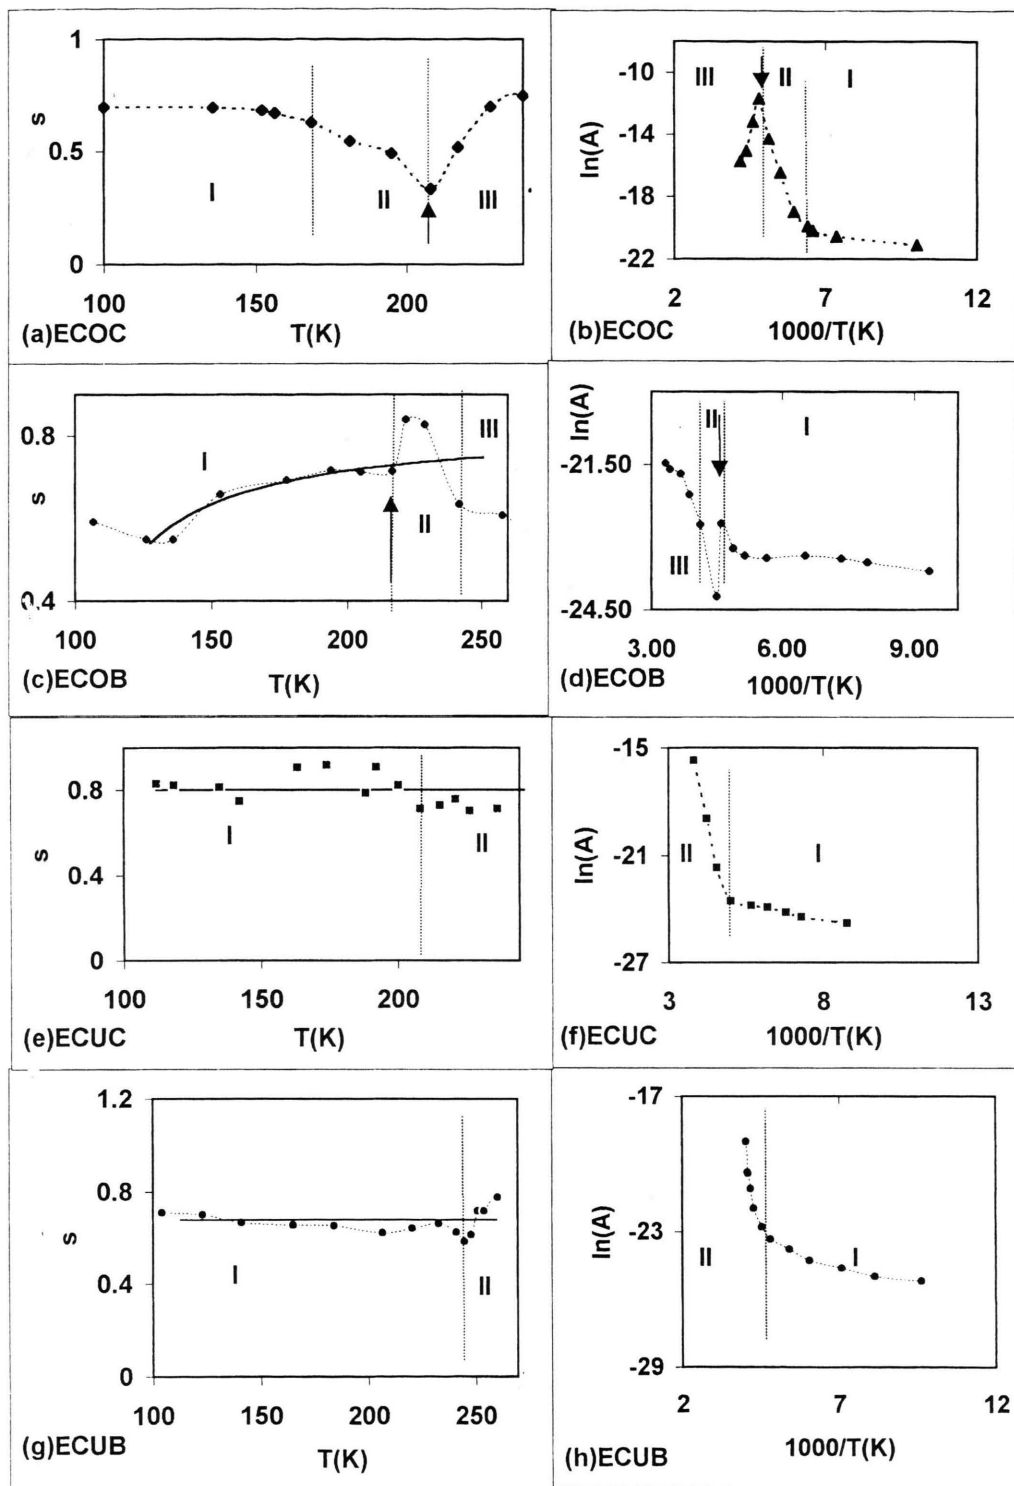 1
s
0.5
0
I
II
III
100
150
200
T(K)
(a)ECOC
ln(A)
-10
-14
-18
-22
III
II
I
2
7
12
1000/T(K)
(b)ECOC
s
0.8
0.4
I
II
III
100
150
200
250
T(K)
(c)ECOB
ln(A)
-21.50
-24.50
II
I
III
3.00
6.00
9.00
1000/T(K)
(d)ECOB
s
0.8
0.4
0
I
II
100
150
200
T(K)
(e)ECUC
ln(A)
-15
-21
-27
II
I
3
8
13
1000/T(K)
(f)ECUC
s
1.2
0.8
0.4
0
I
II
100
150
200
250
T(K)
(g)ECUB
ln(A)
-17
-23
-29
II
I
2
7
12
1000/T(K)
(h)ECUB